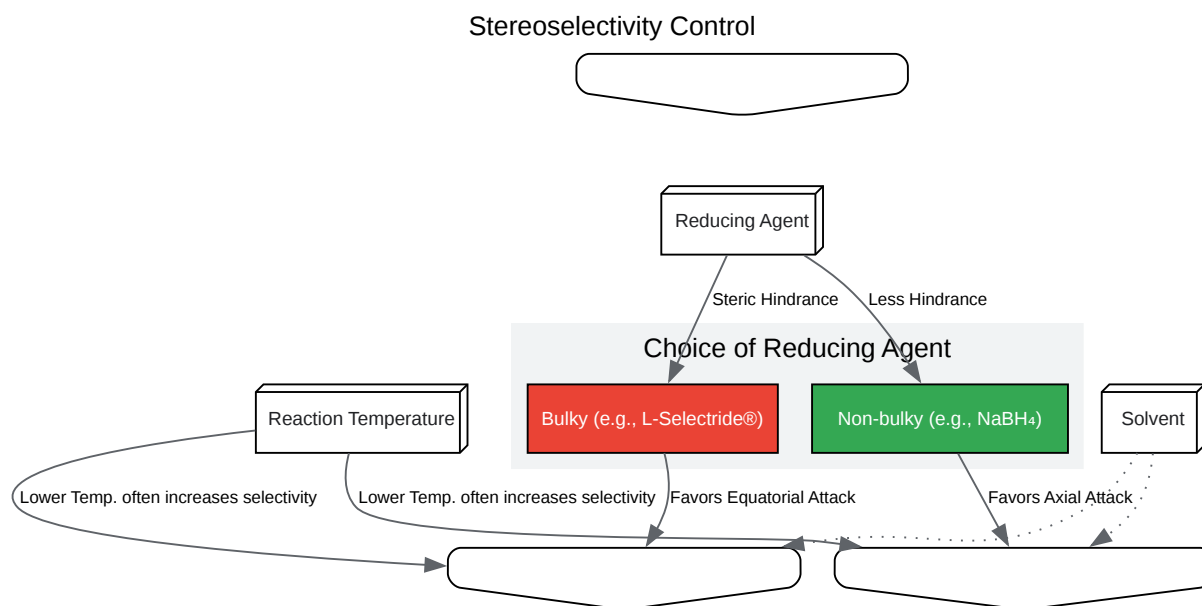 Stereoselectivity Control
Reducing Agent
Steric Hindrance
Less Hindrance
Choice of Reducing Agent
Reaction Temperature
Bulky (e.g., L-Selectride®)
Non-bulky (e.g., NaBH₄)
Solvent
Lower Temp. often increases selectivity
Lower Temp. often increases selectivity
Favors Equatorial Attack
Favors Axial Attack